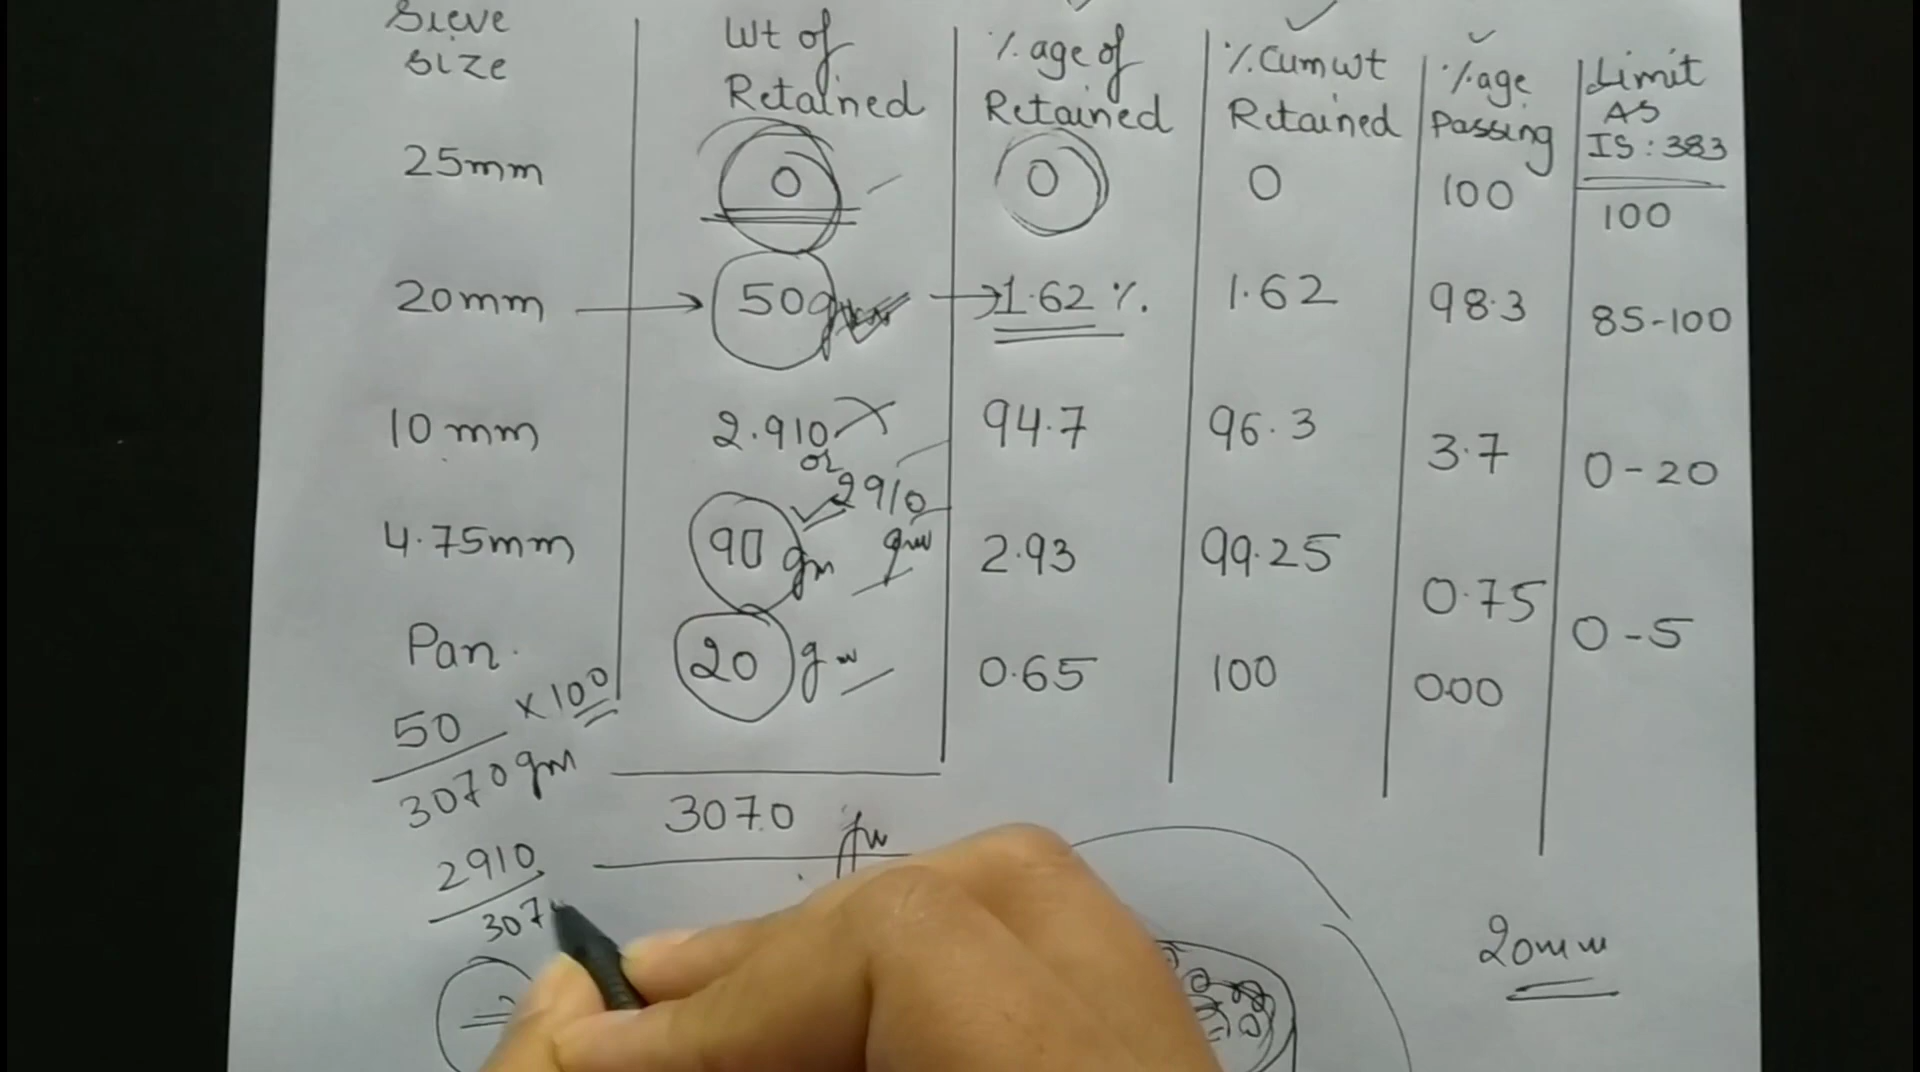 Sieve size | Wt of Retained | %age of Retained | % Cum wt Retained | %age Passing | Limit AS IS : 383
25mm | 0 | 0 | 0 | 100 | 100
20mm | 50gm | 1.62 % | 1.62 | 98.3 | 85-100
10 mm | 2.910 or 2910 gm | 94.7 | 96.3 | 3.7 | 0-20
4.75mm | 90 gm | 2.93 | 99.25 | 0.75 | 0-5
Pan. | 20 gm | 0.65 | 100 | 0.00
50 × 100
3070gm
3070 gm
2910
307
20mm